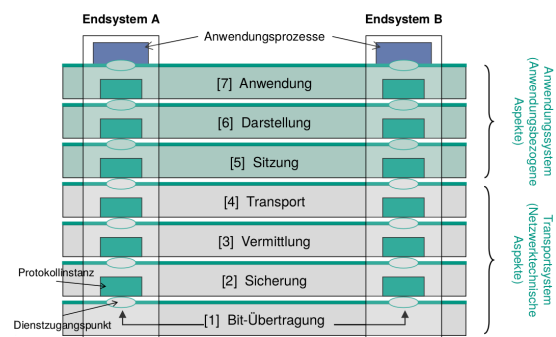 Endsystem A
Endsystem B
Anwendungsprozesse
[7] Anwendung
[6] Darstellung
[5] Sitzung
[4] Transport
[3] Vermittlung
[2] Sicherung
[1] Bit-Übertragung
Protokollinstanz
Dienstzugangspunkt
Anwendungssystem
(Anwendungsbezogene
Aspekte)
Transportsystem
(Netzwerktechnische
Aspekte)